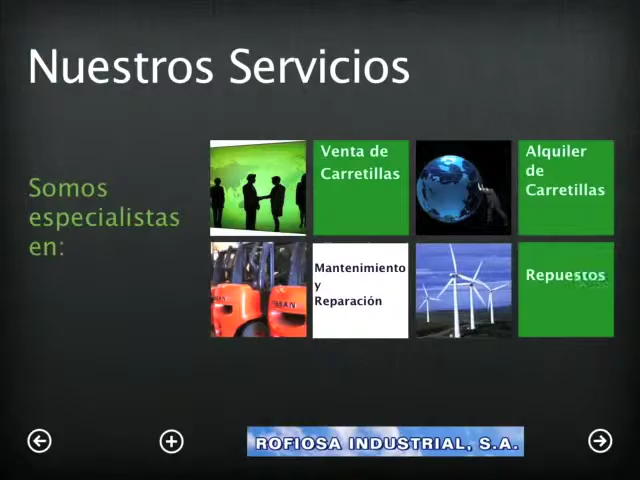 Nuestros Servicios
Somos
especialistas
en:
Venta de
Carretillas
Alquiler
de
Carretillas
Mantenimiento
y
Reparación
Repuestos
ROFIOSA INDUSTRIAL, S.A.